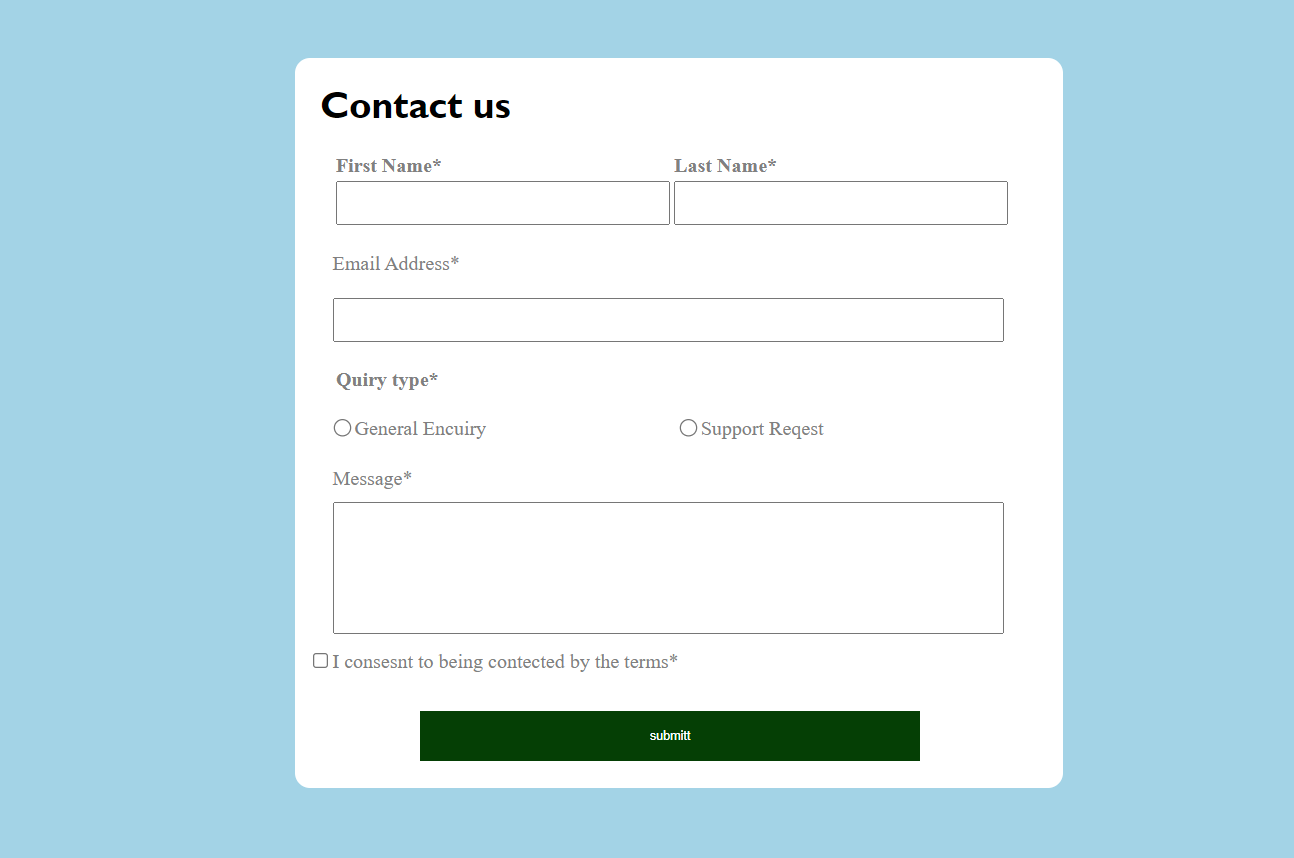 Contact us
First Name* Last Name*
Email Address*
Quiry type*
General Encuiry Support Reqest
Message*
I consesnt to being contected by the terms*
submitt